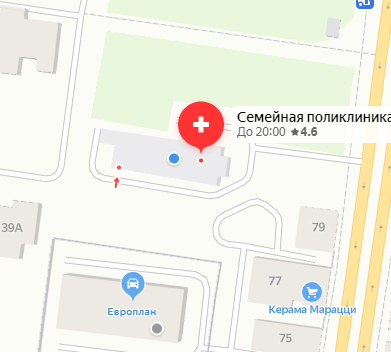 Семейная поликлиника
До 20:00 ★4.6
39А
79
77
Европлан
Керама Марацци
75